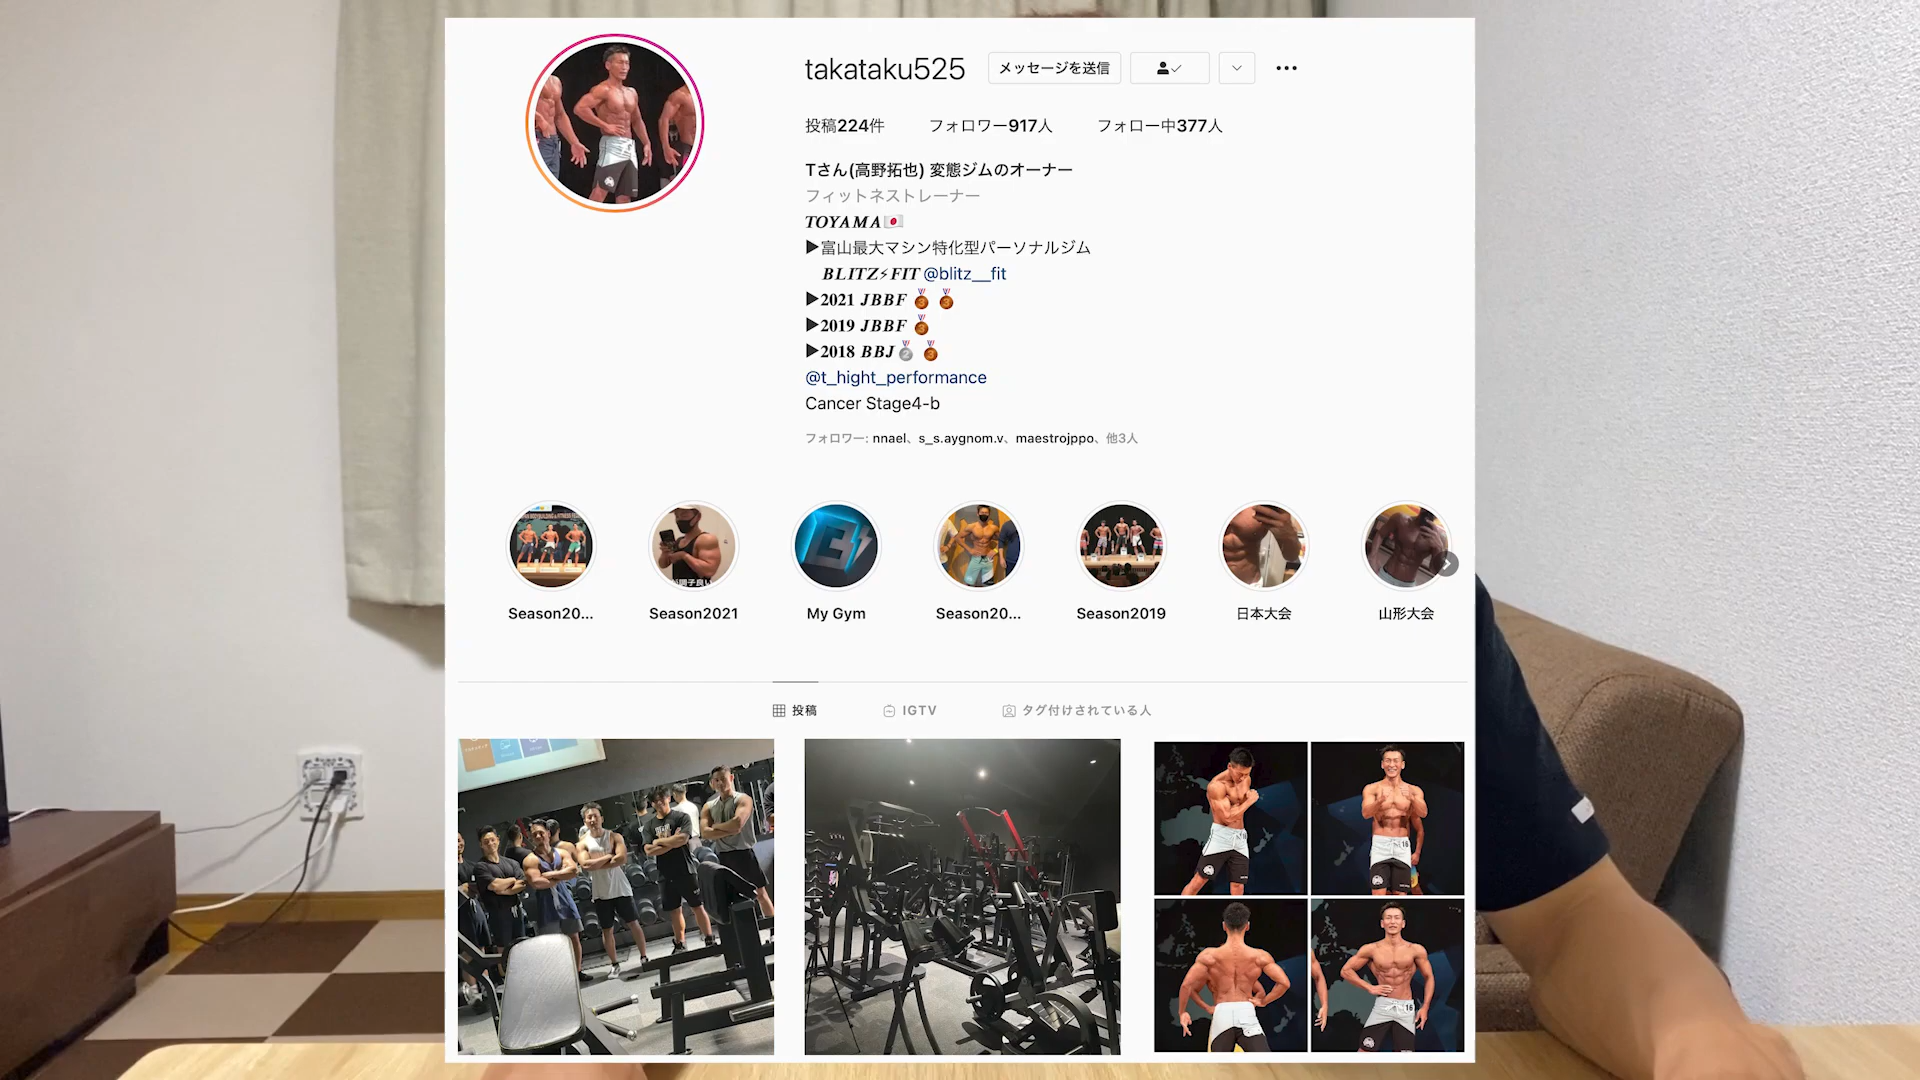 takataku525 メッセージを送信
投稿224件 フォロワー917人 フォロー中377人
Tさん(高野拓也) 変態ジムのオーナー
フィットネストレーナー
TOYAMA🇯🇵
▶富山最大マシン特化型パーソナルジム
BLITZ⚡FIT @blitz__fit
▶2021 JBBF 🥉 🥉
▶2019 JBBF 🥉
▶2018 BBJ🥈 🥉
@t_hight_performance
Cancer Stage4-b
フォロワー: nnael、s_s.aygnom.v、maestrojppo、他3人
Season20... Season2021 My Gym Season20... Season2019 日本大会 山形大会
投稿 IGTV タグ付けされている人
16
16